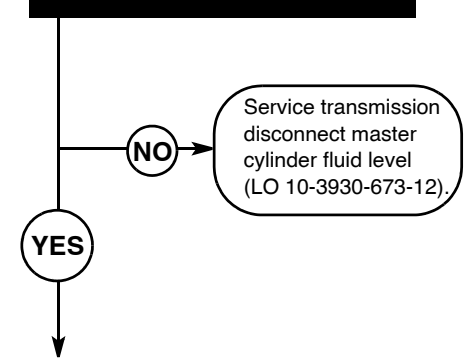 NO
Service transmission
disconnect master
cylinder fluid level
(LO 10-3930-673-12).
YES